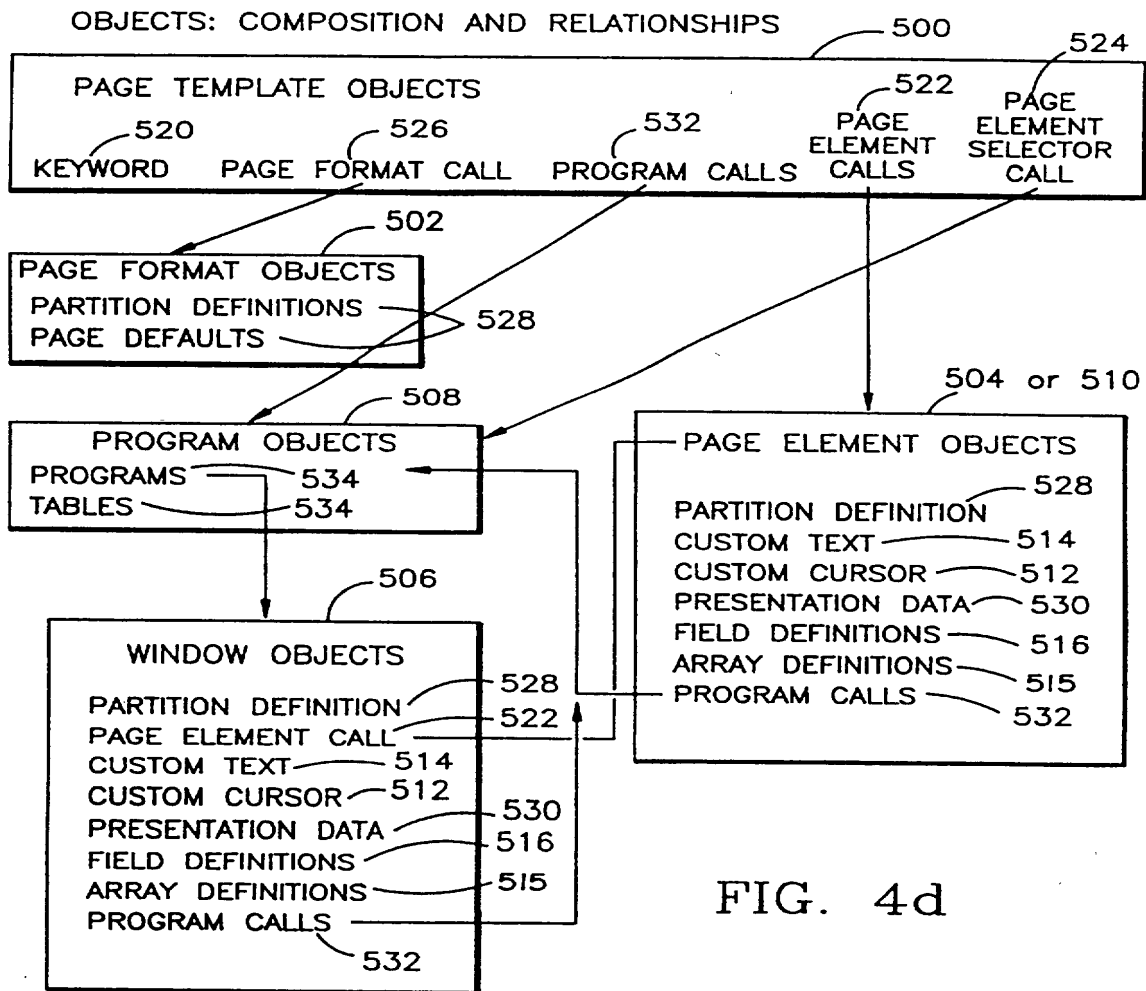 OBJECTS: COMPOSITION AND RELATIONSHIPS
500
524
PAGE TEMPLATE OBJECTS
520
526
532
522
KEYWORD
PAGE FORMAT CALL
PROGRAM CALLS
PAGE
ELEMENT
CALLS
PAGE
ELEMENT
SELECTOR
CALL
502
PAGE FORMAT OBJECTS
PARTITION DEFINITIONS
PAGE DEFAULTS
528
508
PROGRAM OBJECTS
PROGRAMS 534
TABLES 534
504 or 510
PAGE ELEMENT OBJECTS
528
PARTITION DEFINITION
CUSTOM TEXT 514
CUSTOM CURSOR 512
PRESENTATION DATA 530
FIELD DEFINITIONS 516
ARRAY DEFINITIONS 515
PROGRAM CALLS
532
506
WINDOW OBJECTS
PARTITION DEFINITION 528
PAGE ELEMENT CALL 522
CUSTOM TEXT 514
CUSTOM CURSOR 512
PRESENTATION DATA 530
FIELD DEFINITIONS 516
ARRAY DEFINITIONS 515
PROGRAM CALLS
532
FIG. 4d